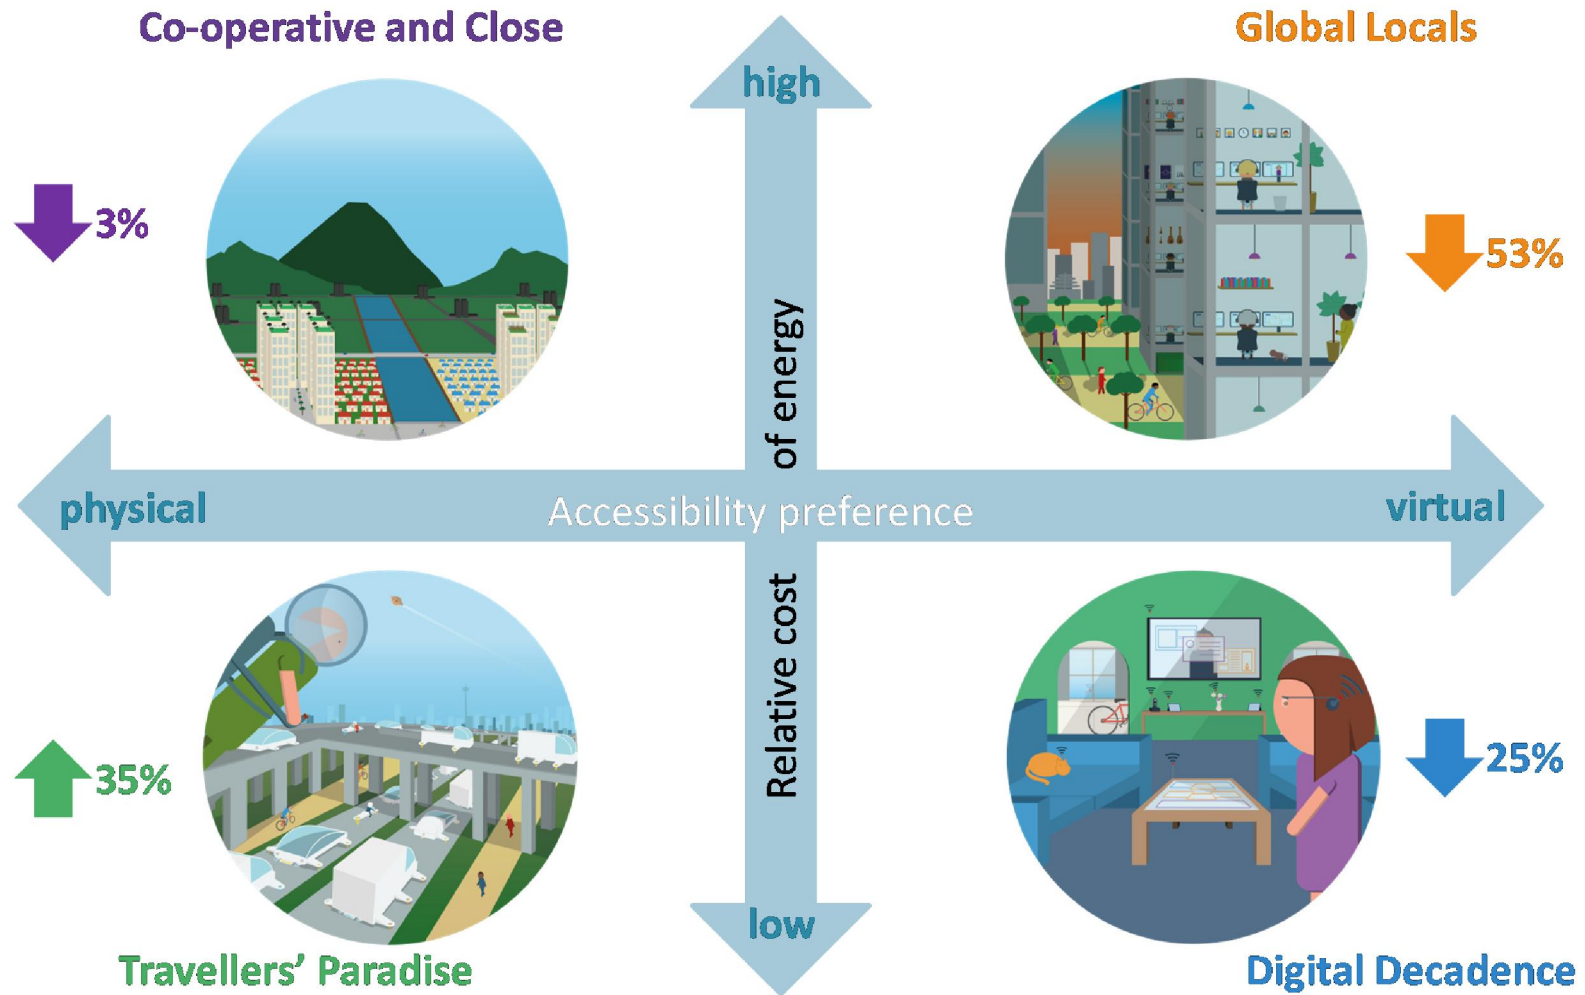 Co-operative and Close
Global Locals
high
3%
53%
Relative cost of energy
physical
Accessibility preference
virtual
35%
25%
low
Travellers’ Paradise
Digital Decadence